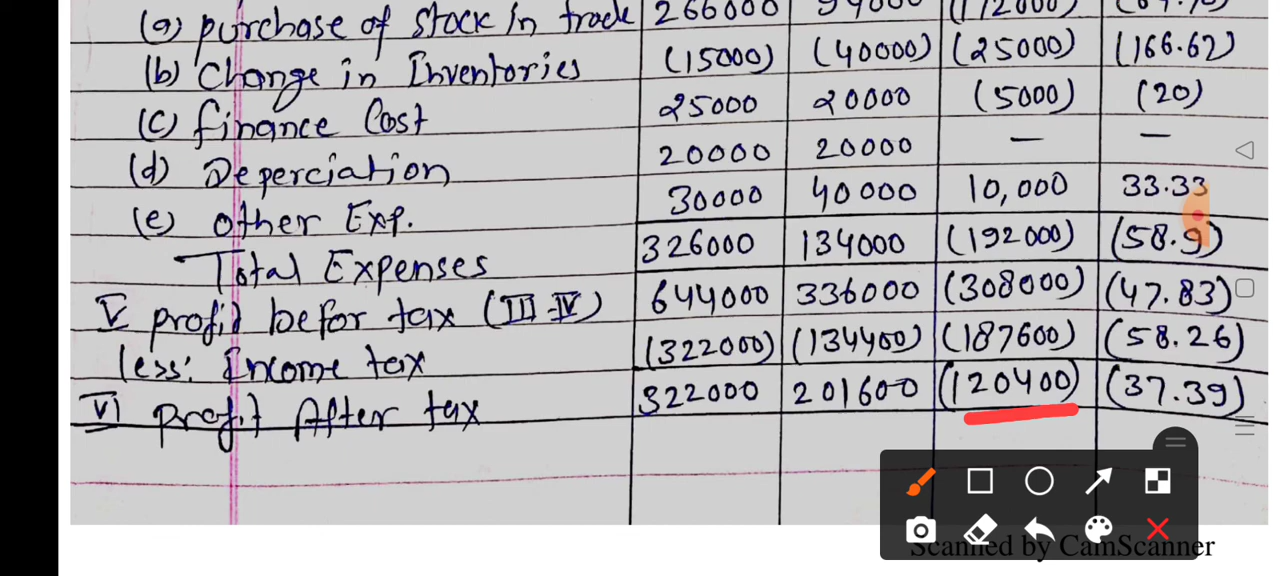 (a) purchase of stock in trade 266000 94000 (172000)
(b) Change in Inventories (15000) (40000) (25000) (166.62)
(c) finance Cost 25000 20000 (5000) (20)
(d) Deperciation 20000 20000 — —
(e) other Exp. 30000 40000 10,000 33.33
Total Expenses 326000 134000 (192000) (58.9)
V profit befor tax (III-IV) 644000 336000 (308000) (47.83)
less: Income tax (322000) (134400) (187600) (58.26)
VI Profit After tax 322000 201600 (120400) (37.39)
Scanned by CamScanner